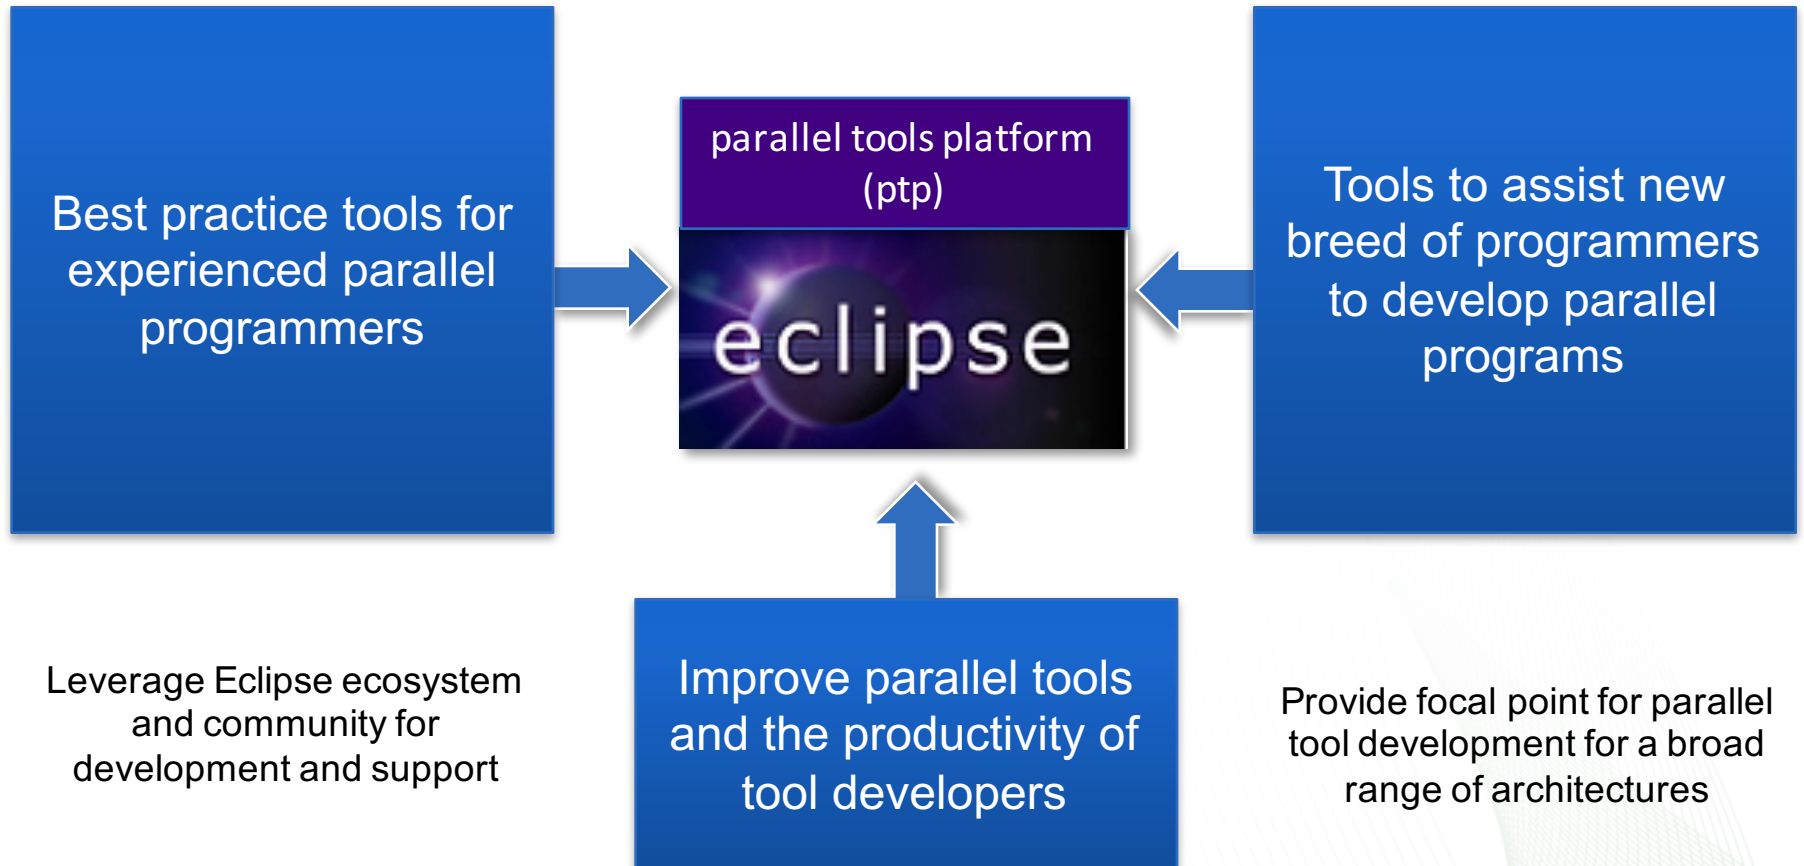 Best practice tools for
experienced parallel
programmers
parallel tools platform
(ptp)
eclipse
Tools to assist new
breed of programmers
to develop parallel
programs
Leverage Eclipse ecosystem
and community for
development and support
Improve parallel tools
and the productivity of
tool developers
Provide focal point for parallel
tool development for a broad
range of architectures